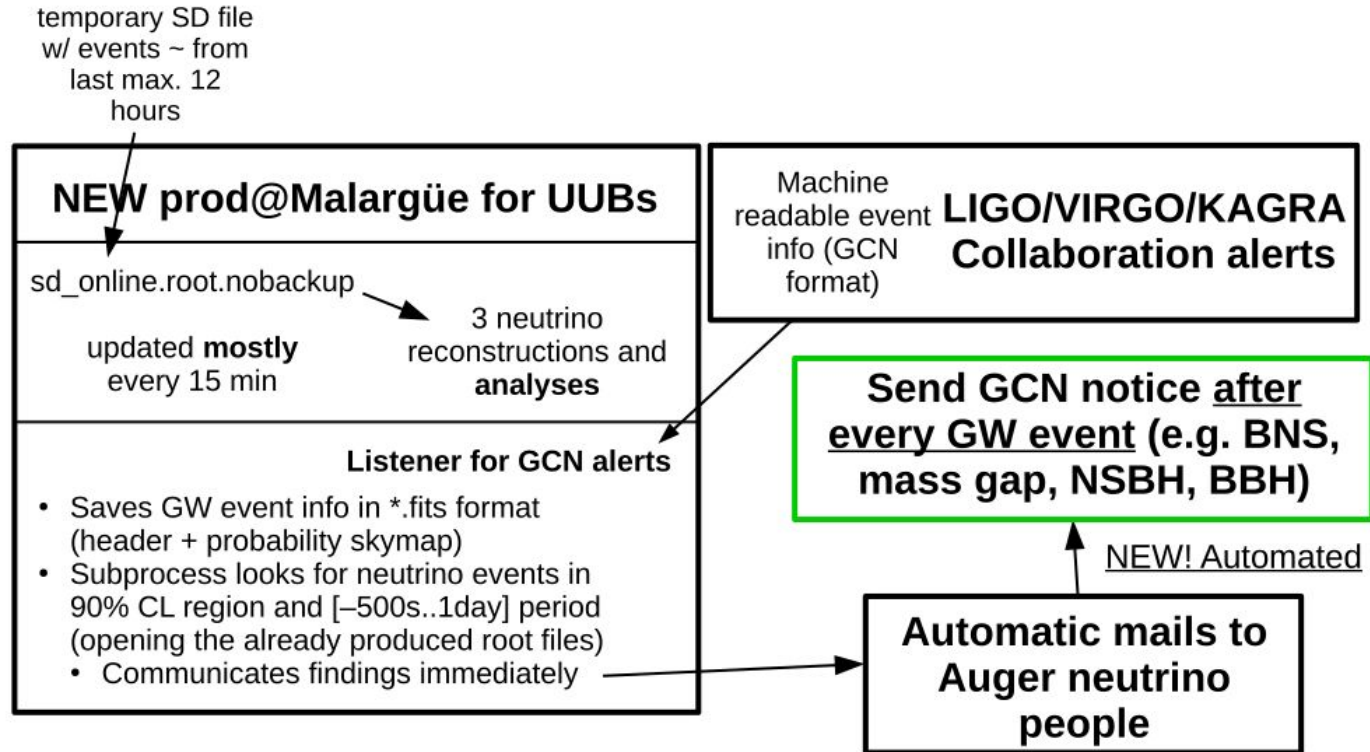 temporary SD file
w/ events ~ from
last max. 12
hours
NEW prod@Malargüe for UUBs
sd_online.root.nobackup
updated mostly
every 15 min
3 neutrino
reconstructions and
analyses
Machine
readable event
info (GCN
format)
LIGO/VIRGO/KAGRA
Collaboration alerts
Listener for GCN alerts
• Saves GW event info in *.fits format
(header + probability skymap)
• Subprocess looks for neutrino events in
90% CL region and [–500s..1day] period
(opening the already produced root files)
• Communicates findings immediately
Send GCN notice after
every GW event (e.g. BNS,
mass gap, NSBH, BBH)
NEW! Automated
Automatic mails to
Auger neutrino
people